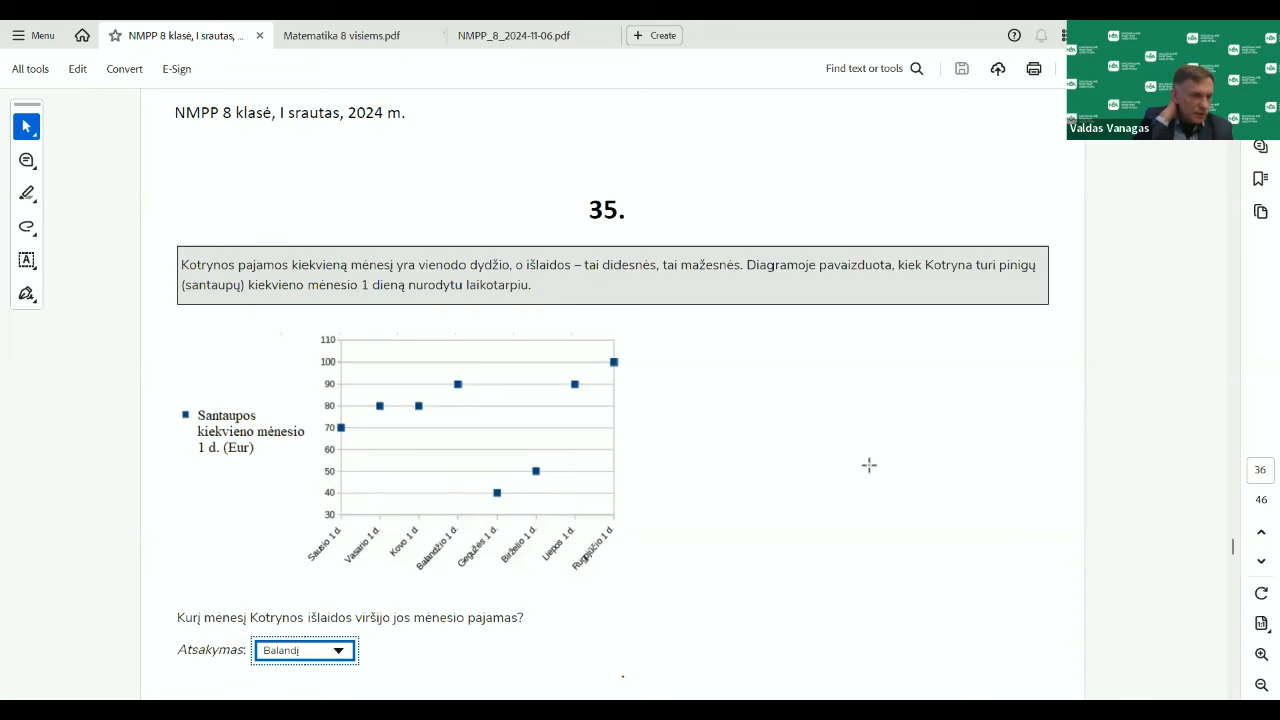 Menu
NMPP 8 klasė, I srautas, ...
Matematika 8 visiems.pdf
NMPP_8_2024-11-06.pdf
Create
All tools
Edit
Convert
E-Sign
Find text or tools
Valdas Vanagas
NMPP 8 klasė, I srautas, 2024 m.
35.
Kotrynos pajamos kiekvieną mėnesį yra vienodo dydžio, o išlaidos – tai didesnės, tai mažesnės. Diagramoje pavaizduota, kiek Kotryna turi pinigų
(santaupų) kiekvieno mėnesio 1 dieną nurodytu laikotarpiu.
110
100
90
80
70
60
50
40
30
Santaupos
kiekvieno mėnesio
1 d. (Eur)
Sausio 1 d.
Vasario 1 d.
Kovo 1 d.
Balandžio 1 d.
Gegužės 1 d.
Birželio 1 d.
Liepos 1 d.
Rugpjūčio 1 d.
Kurį mėnesį Kotrynos išlaidos viršijo jos mėnesio pajamas?
Atsakymas: Balandį
36
46